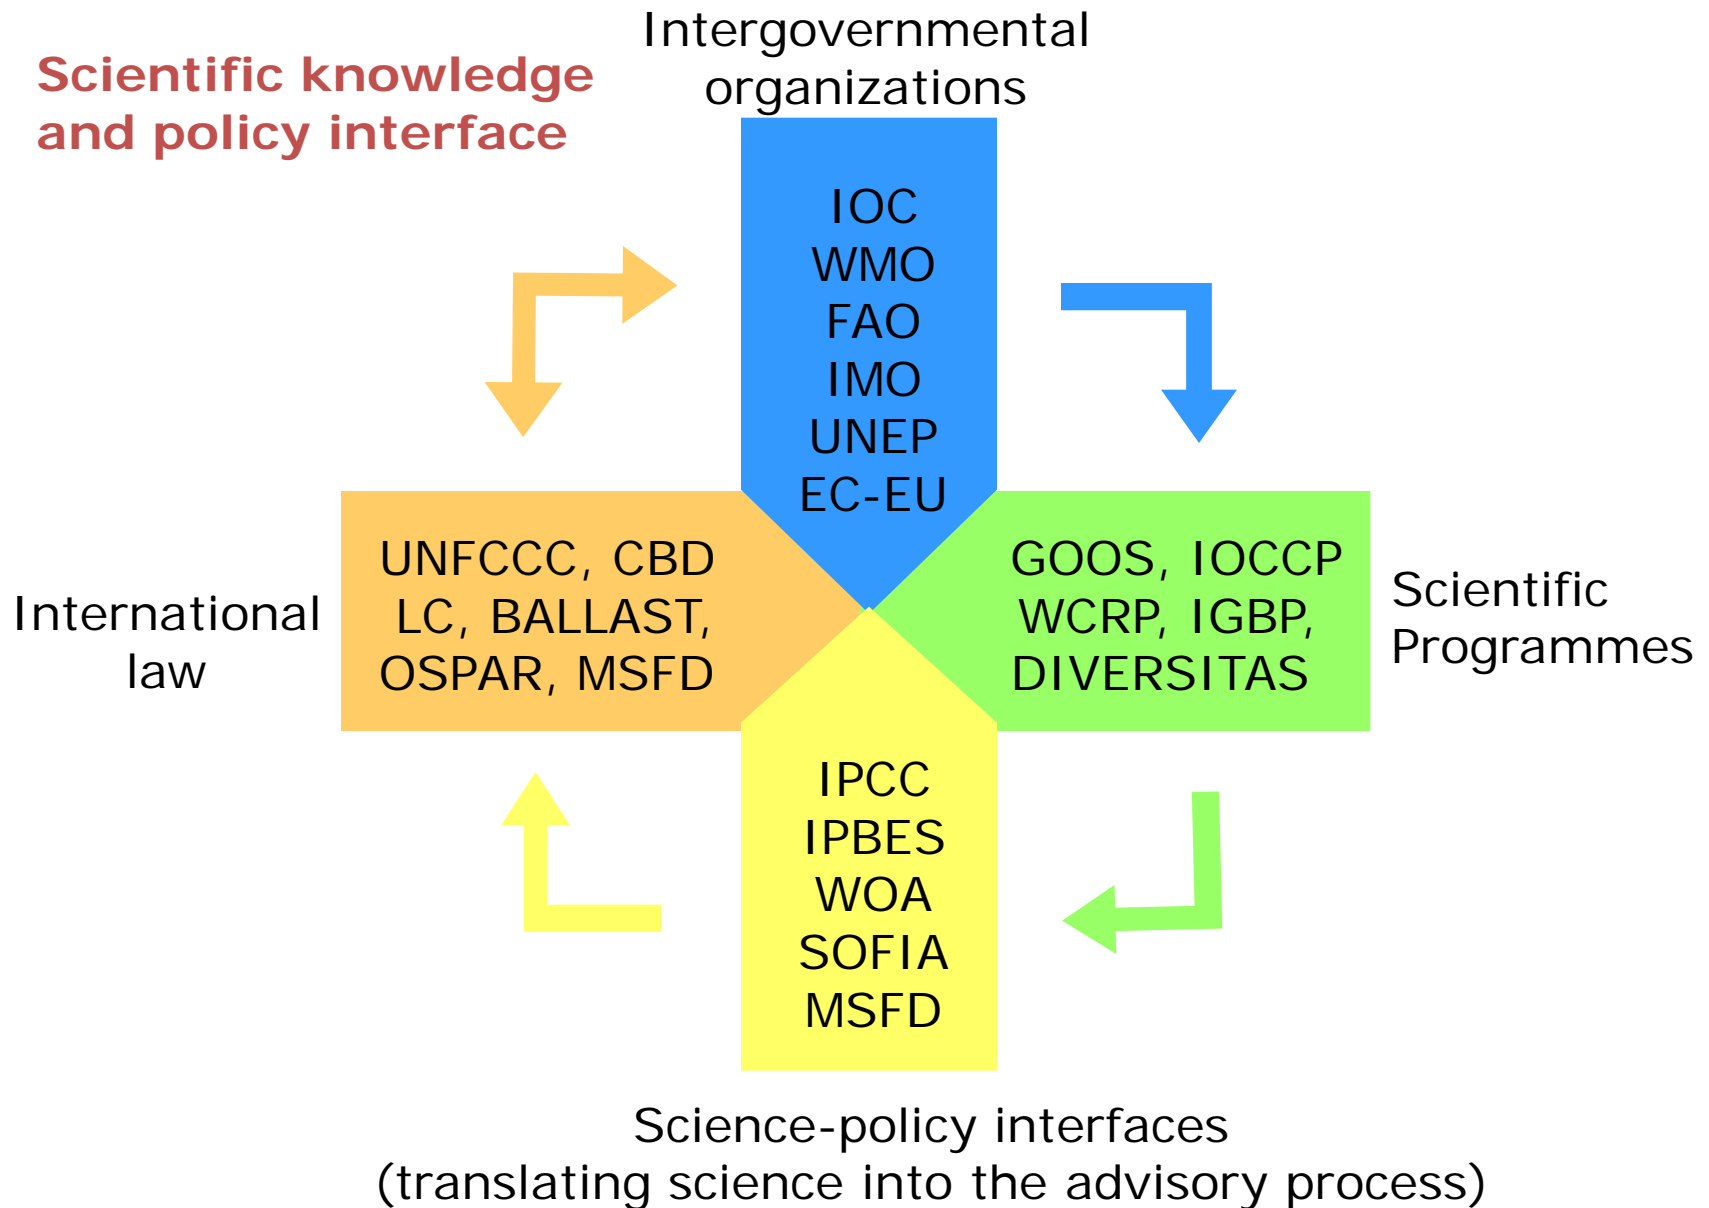 Scientific knowledge
and policy interface
Intergovernmental
organizations
IOC
WMO
FAO
IMO
UNEP
EC-EU
International
law
UNFCCC, CBD
LC, BALLAST,
OSPAR, MSFD
GOOS, IOCCP
WCRP, IGBP,
DIVERSITAS
Scientific
Programmes
IPCC
IPBES
WOA
SOFIA
MSFD
Science-policy interfaces
(translating science into the advisory process)